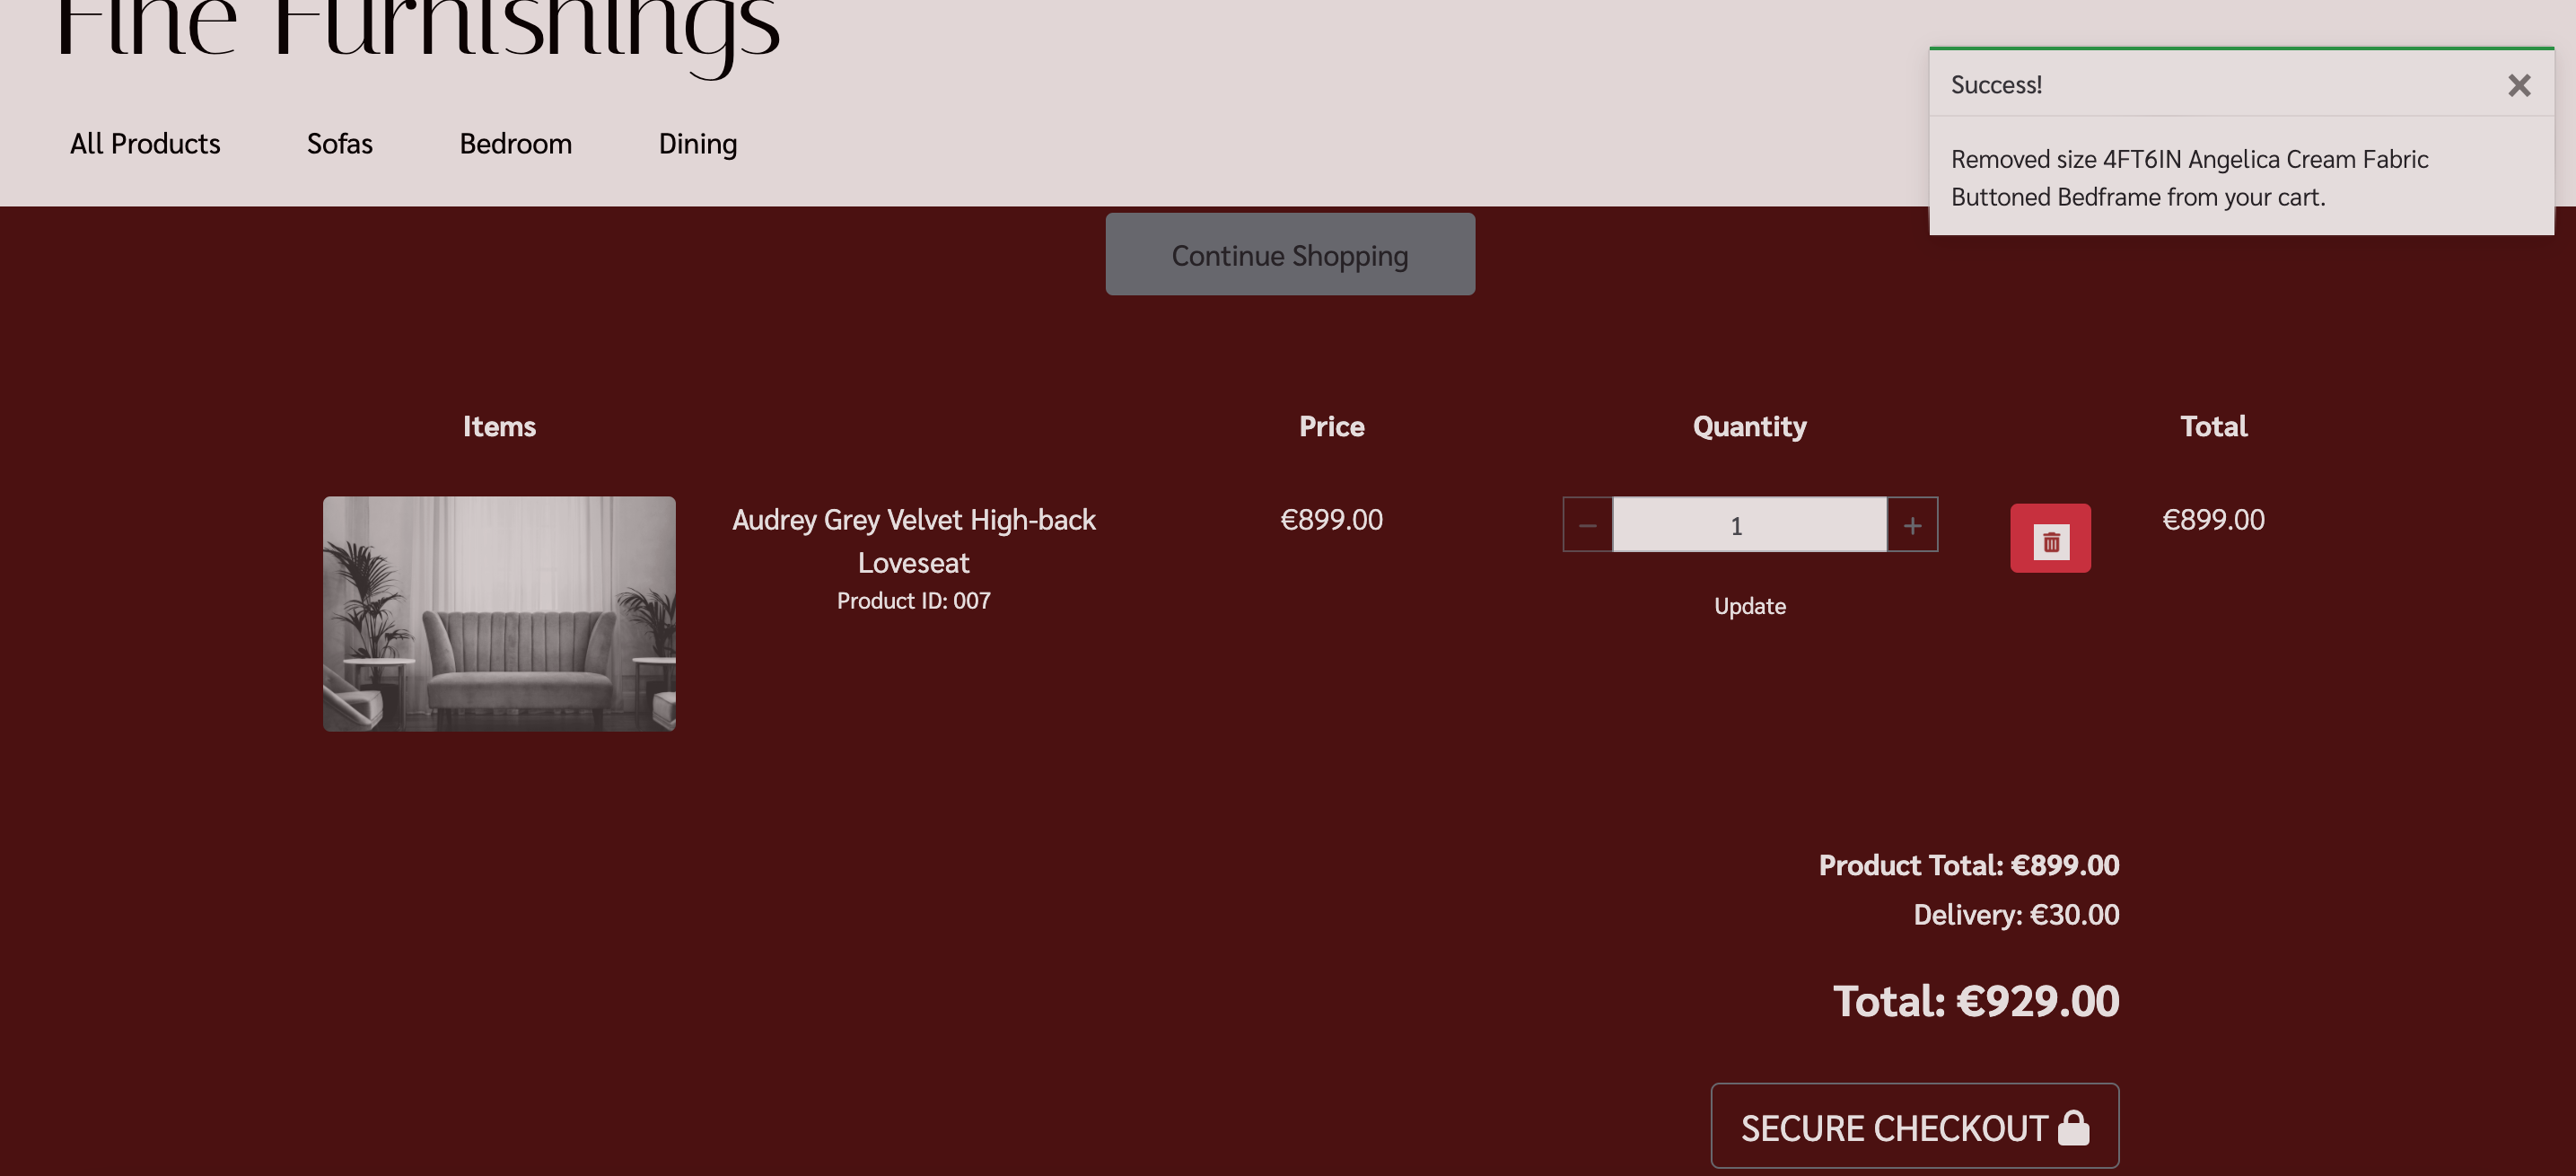 Fine Furnishings
All Products Sofas Bedroom Dining
Success!
Removed size 4FT6IN Angelica Cream Fabric
Buttoned Bedframe from your cart.
Continue Shopping
Items Price Quantity Total
Audrey Grey Velvet High-back
Loveseat
Product ID: 007
€899.00
1
Update
€899.00
Product Total: €899.00
Delivery: €30.00
Total: €929.00
SECURE CHECKOUT